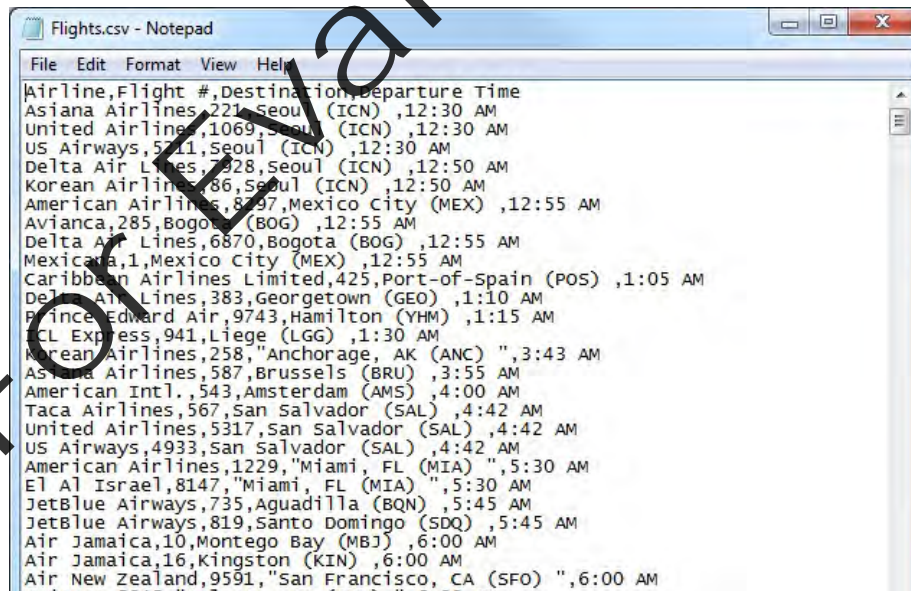 Flights.csv - Notepad
File Edit Format View Help
Airline,Flight #,Destination,Departure Time
Asiana Airlines,221,Seoul (ICN) ,12:30 AM
United Airlines,1069,Seoul (ICN) ,12:30 AM
US Airways,5211,Seoul (ICN) ,12:30 AM
Delta Air Lines,7928,Seoul (ICN) ,12:50 AM
Korean Airlines,86,Seoul (ICN) ,12:50 AM
American Airlines,8297,Mexico City (MEX) ,12:55 AM
Avianca,285,Bogota (BOG) ,12:55 AM
Delta Air Lines,6870,Bogota (BOG) ,12:55 AM
Mexicana,1,Mexico City (MEX) ,12:55 AM
Caribbean Airlines Limited,425,Port-of-Spain (POS) ,1:05 AM
Delta Air Lines,383,Georgetown (GEO) ,1:10 AM
Prince Edward Air,9743,Hamilton (YHM) ,1:15 AM
ICL Express,941,Liege (LGG) ,1:30 AM
Korean Airlines,258,"Anchorage, AK (ANC) ",3:43 AM
Asiana Airlines,587,Brussels (BRU) ,3:55 AM
American Intl.,543,Amsterdam (AMS) ,4:00 AM
Taca Airlines,567,San Salvador (SAL) ,4:42 AM
United Airlines,5317,San Salvador (SAL) ,4:42 AM
US Airways,4933,San Salvador (SAL) ,4:42 AM
American Airlines,1229,"Miami, FL (MIA) ",5:30 AM
El Al Israel,8147,"Miami, FL (MIA) ",5:30 AM
JetBlue Airways,735,Aguadilla (BQN) ,5:45 AM
JetBlue Airways,819,Santo Domingo (SDQ) ,5:45 AM
Air Jamaica,10,Montego Bay (MBJ) ,6:00 AM
Air Jamaica,16,Kingston (KIN) ,6:00 AM
Air New Zealand,9591,"San Francisco, CA (SFO) ",6:00 AM
For Eva